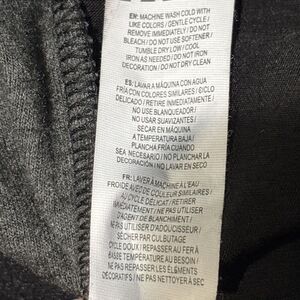 EN: MACHINE WASH COLD WITH
LIKE COLORS / GENTLE CYCLE /
REMOVE IMMEDIATELY / DO NOT
BLEACH / DO NOT USE SOFTENER /
TUMBLE DRY LOW / COOL
IRON AS NEEDED / DO NOT IRON
DECORATION / DO NOT DRY CLEAN
ES: LAVAR A MÁQUINA CON AGUA
FRÍA CON COLORES SIMILARES / CICLO
DELICADO / RETIRE INMEDIATAMENTE /
NO USE BLANQUEADOR /
NO USAR SUAVIZANTES /
SECAR EN MÁQUINA
A TEMPERATURA BAJA /
PLANCHA FRÍA CUANDO
SEA NECESARIO / NO PLANCHAR LA
DECORACIÓN / NO LAVAR EN SECO
FR: LAVER À MACHINE À L'EAU
FROIDE AVEC DE COULEUR SIMILAIRES /
AU CYCLE DÉLICAT / RETIRER
IMMÉDIATEMENT / NE PAS UTILISER
D'AGENT DE BLANCHIMENT /
NE PAS UTILISER D'ADOUCISSEUR /
SÉCHER PAR CULBUTAGE
CYCLE DOUX / REPASSER AU FER À
BASSE TEMPÉRATURE AU BESOIN /
NE PAS REPASSER LES ÉLÉMENTS
DÉCORATIFS / NE PAS NETTOYER À SEC